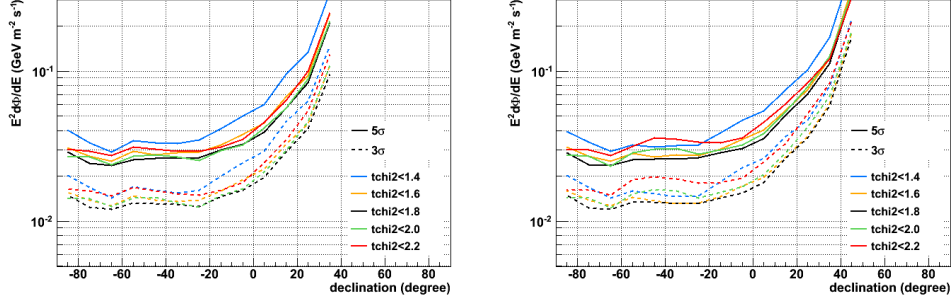 E²dΦ/dE (GeV m⁻² s⁻¹)
10⁻¹
10⁻²
5σ
3σ
tchi2<1.4
tchi2<1.6
tchi2<1.8
tchi2<2.0
tchi2<2.2
-80 -60 -40 -20 0 20 40 60 80
declination (degree)
E²dΦ/dE (GeV m⁻² s⁻¹)
10⁻¹
10⁻²
5σ
3σ
tchi2<1.4
tchi2<1.6
tchi2<1.8
tchi2<2.0
tchi2<2.2
-80 -60 -40 -20 0 20 40 60 80
declination (degree)